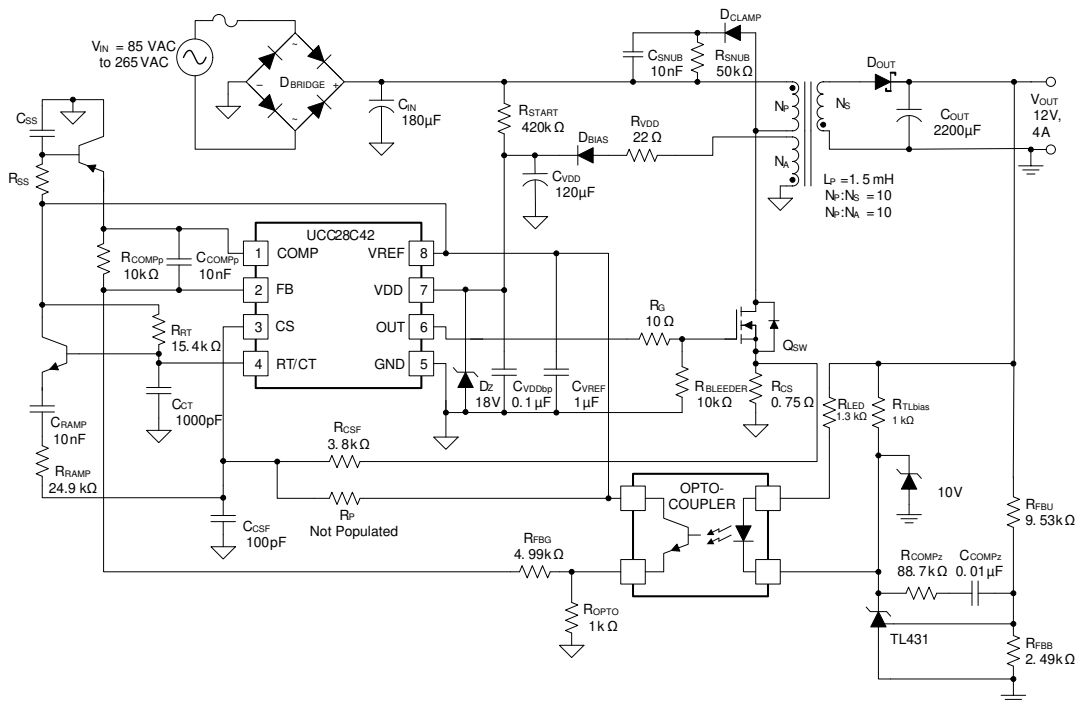 VIN = 85 VAC
to 265 VAC
DBRIDGE
~
~
−
+
CIN
180µF
CSNUB
10nF
RSNUB
50kΩ
DCLAMP
NP
NS
NA
DOUT
COUT
2200µF
VOUT
12V,
4A
LP = 1.5 mH
NP:NS = 10
NP:NA = 10
RSTART
420kΩ
RVDD
22 Ω
DBIAS
CVDD
120µF
CSS
RSS
RCOMPp
10kΩ
CCOMPp
10nF
UCC28C42
1
COMP
2
FB
3
CS
4
RT/CT
VREF
8
VDD
7
OUT
6
GND
5
RRT
15.4kΩ
CCT
1000pF
CRAMP
10nF
RRAMP
24.9 kΩ
DZ
18V
CVDDbp
0.1µF
CVREF
1µF
RG
10 Ω
RBLEEDER
10kΩ
QSW
RCS
0.75 Ω
RLED
1.3 kΩ
RTLbias
1 kΩ
10V
RCSF
3.8kΩ
RP
Not Populated
CCSF
100pF
OPTO-
COUPLER
RFBG
4.99kΩ
ROPTO
1kΩ
RFBU
9.53kΩ
RCOMPz
88.7kΩ
CCOMPz
0.01µF
TL431
RFBB
2.49kΩ